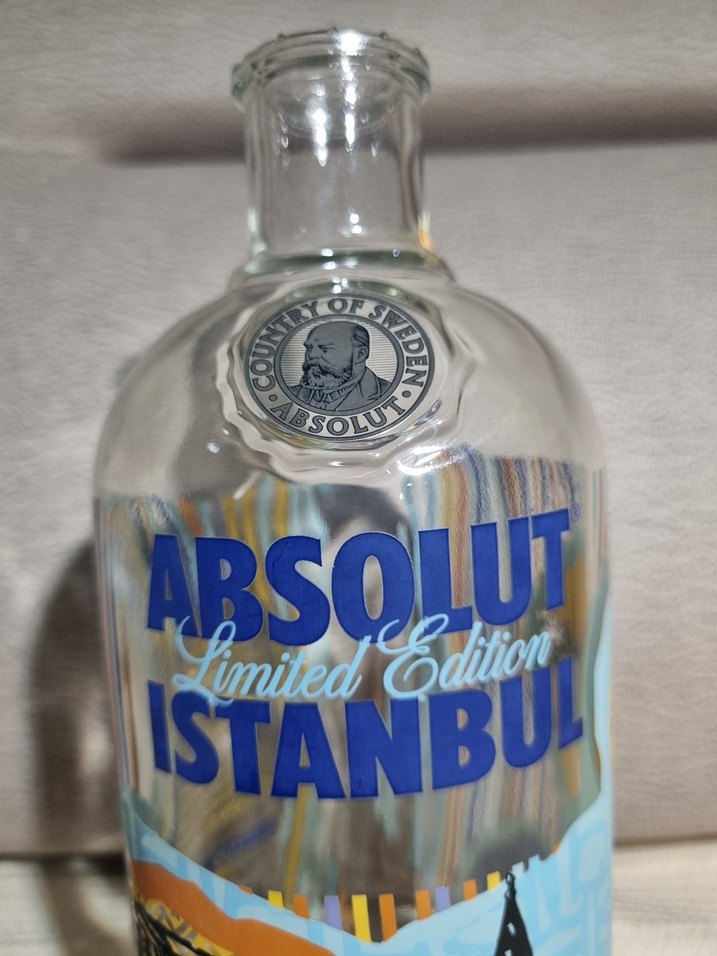 COUNTRY OF SWEDEN
· ABSOLUT ·
ABSOLUT®
Limited Edition
ISTANBUL